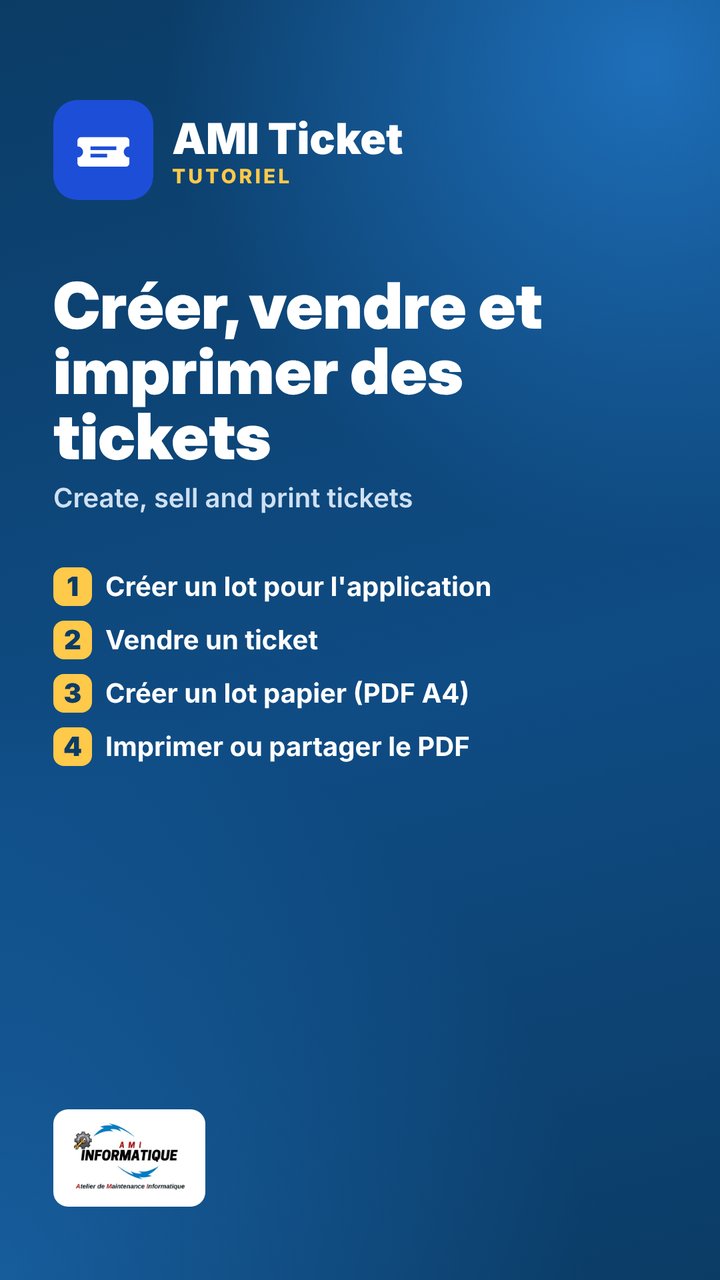 AMI Ticket
TUTORIEL
Créer, vendre et
imprimer des
tickets
Create, sell and print tickets
1 Créer un lot pour l'application
2 Vendre un ticket
3 Créer un lot papier (PDF A4)
4 Imprimer ou partager le PDF
AMI
INFORMATIQUE
Atelier de Maintenance Informatique